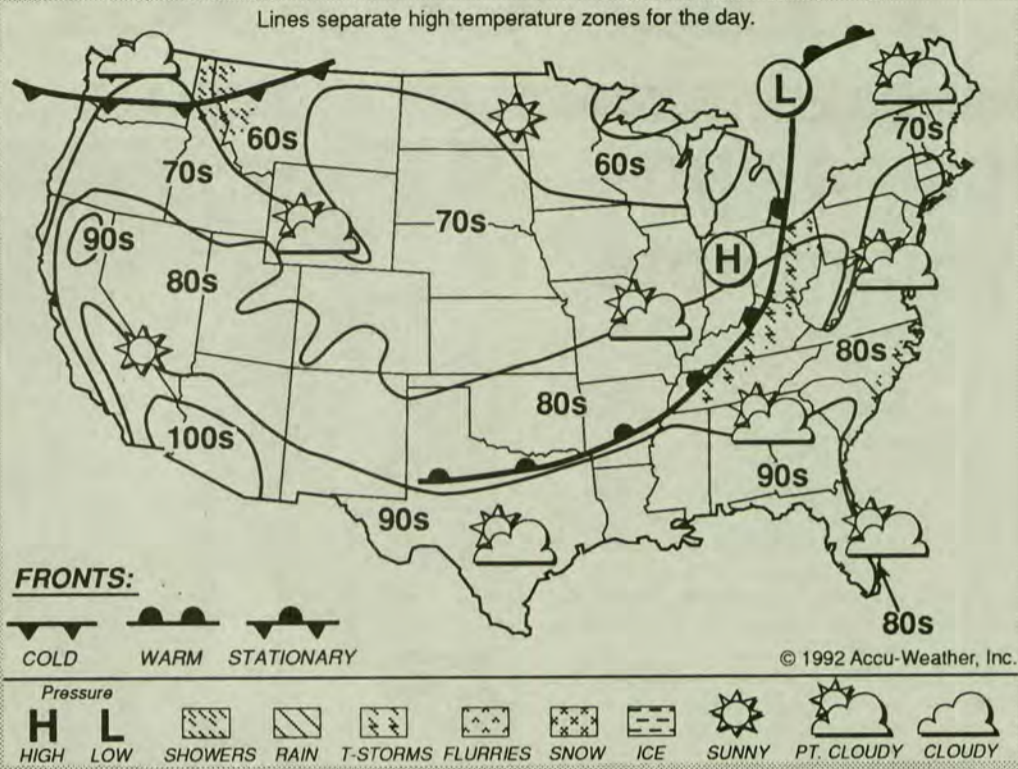 Lines separate high temperature zones for the day.
L
60s
70s
70s
60s
90s
80s
70s
H
80s
80s
100s
90s
90s
FRONTS:
COLD WARM STATIONARY
80s
© 1992 Accu-Weather, Inc.
Pressure
H L
HIGH LOW SHOWERS RAIN T-STORMS FLURRIES SNOW ICE SUNNY PT. CLOUDY CLOUDY